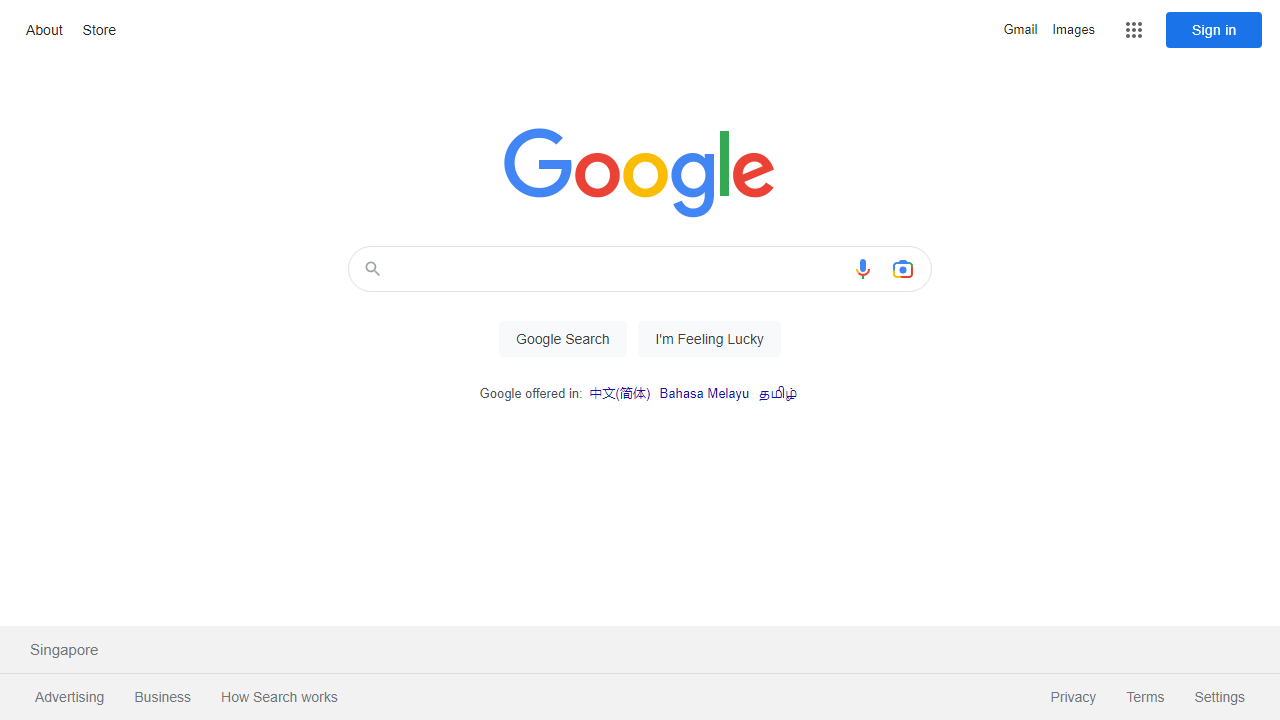 About Store Gmail Images Sign in
Google
Google Search I'm Feeling Lucky
Google offered in: 中文(简体) Bahasa Melayu தமிழ்
Singapore
Advertising Business How Search works Privacy Terms Settings